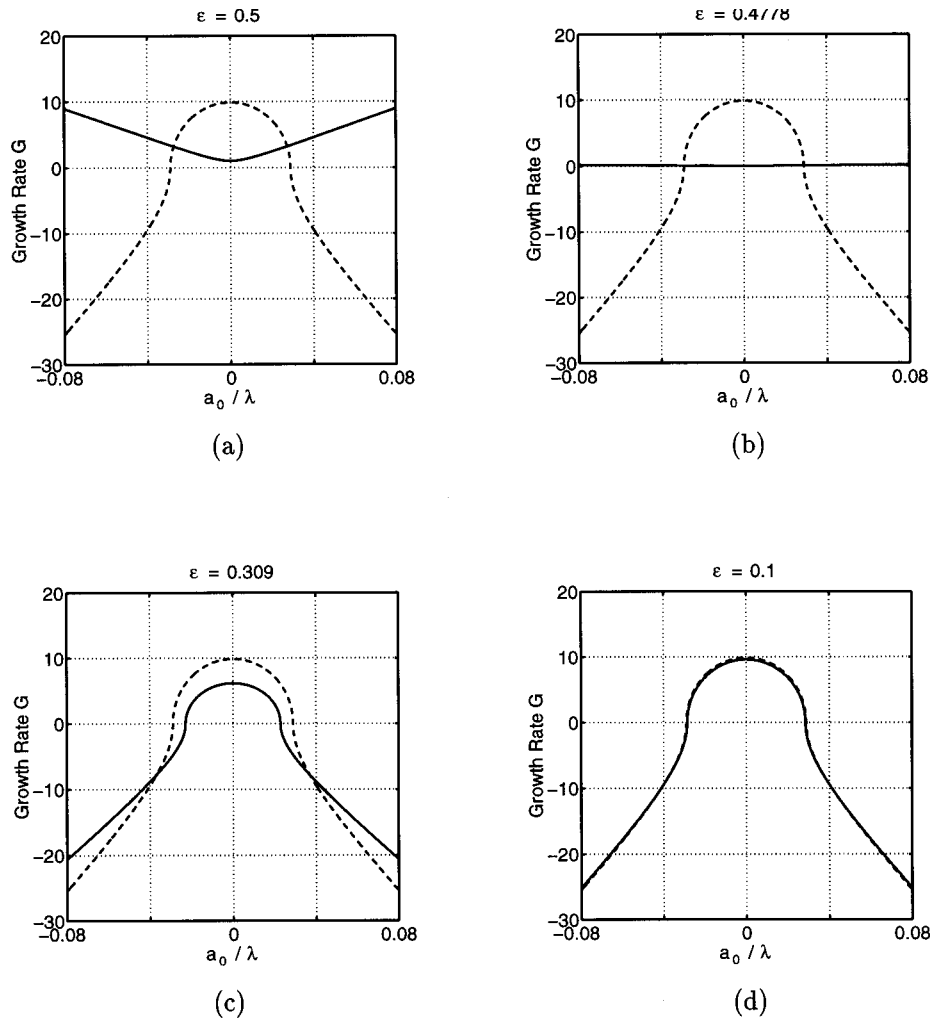 ε = 0.5
20
10
0
−10
−20
−30
Growth Rate G
−0.08
0
0.08
a₀ / λ
(a)
ε = 0.4778
20
10
0
−10
−20
−30
Growth Rate G
−0.08
0
0.08
a₀ / λ
(b)
ε = 0.309
20
10
0
−10
−20
−30
Growth Rate G
−0.08
0
0.08
a₀ / λ
(c)
ε = 0.1
20
10
0
−10
−20
−30
Growth Rate G
−0.08
0
0.08
a₀ / λ
(d)